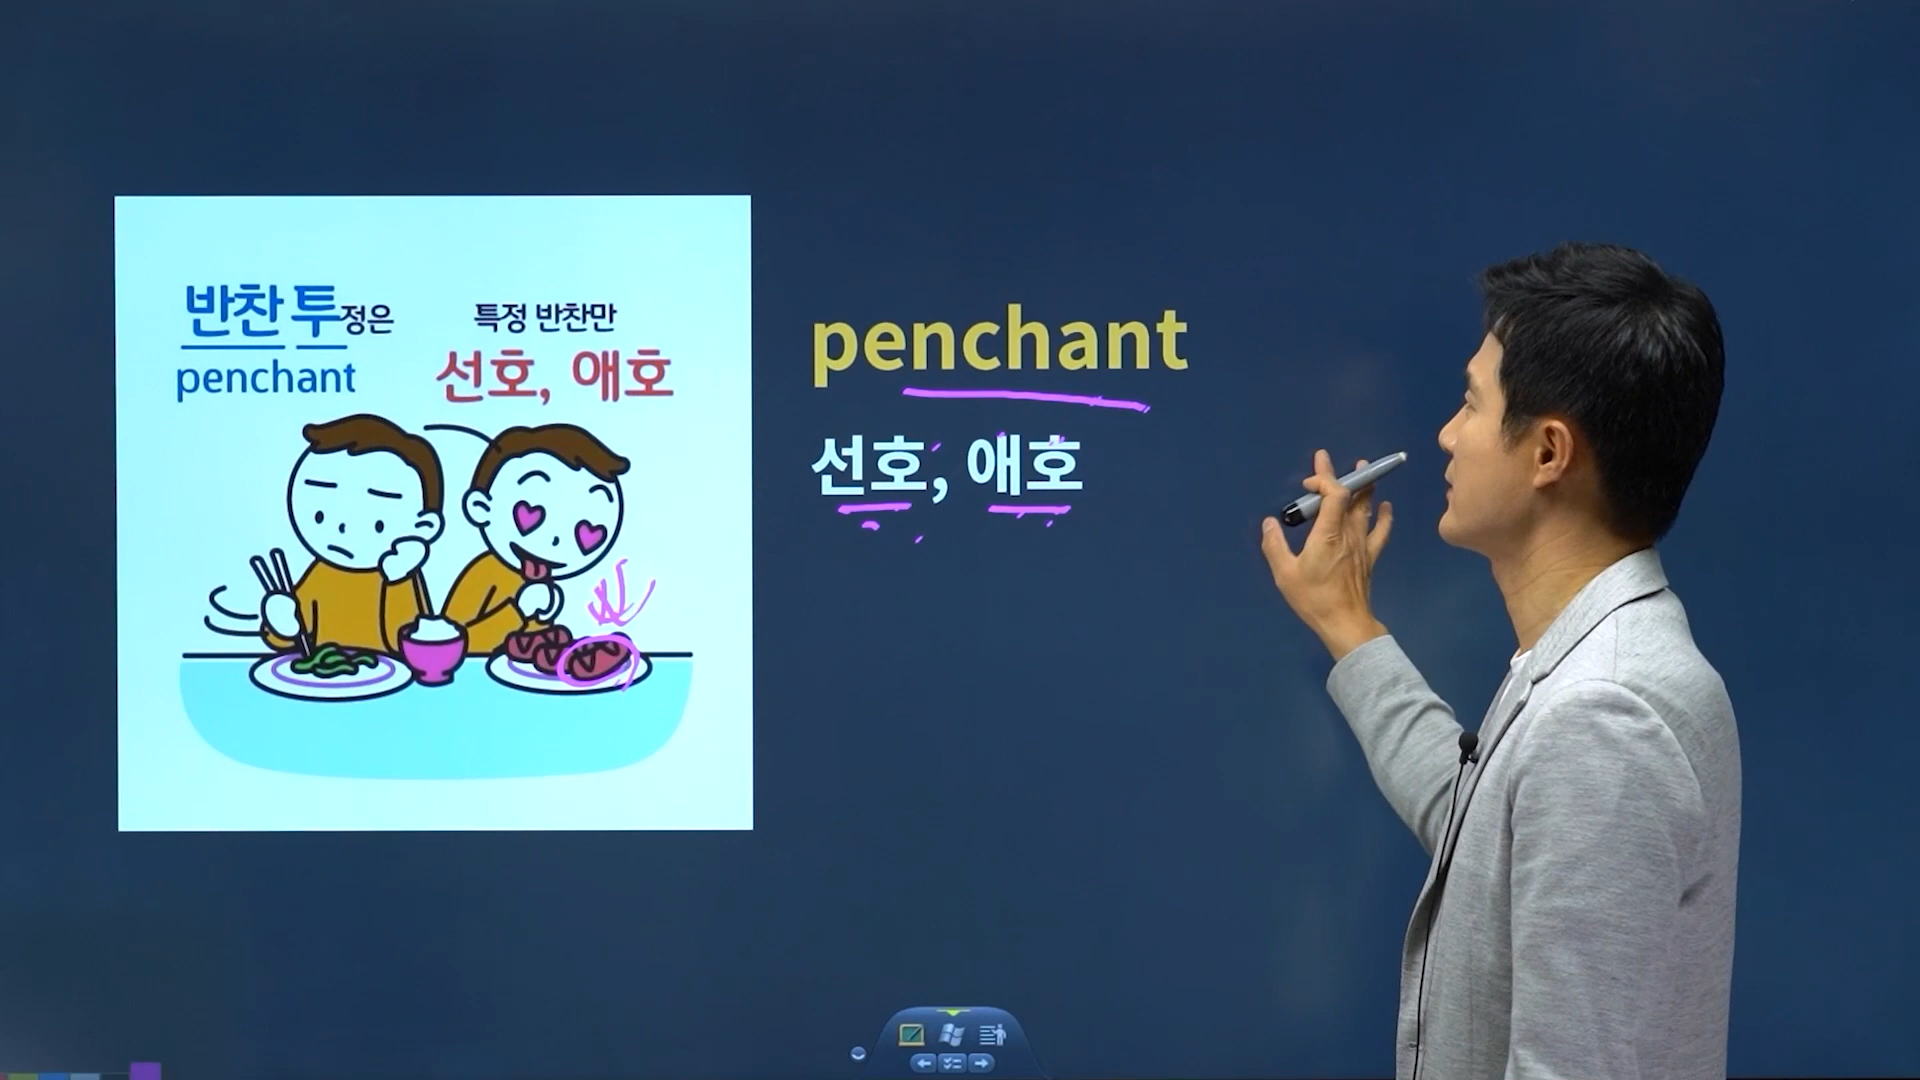 반찬 투정은
penchant
특정 반찬만
선호, 애호
penchant
선호, 애호